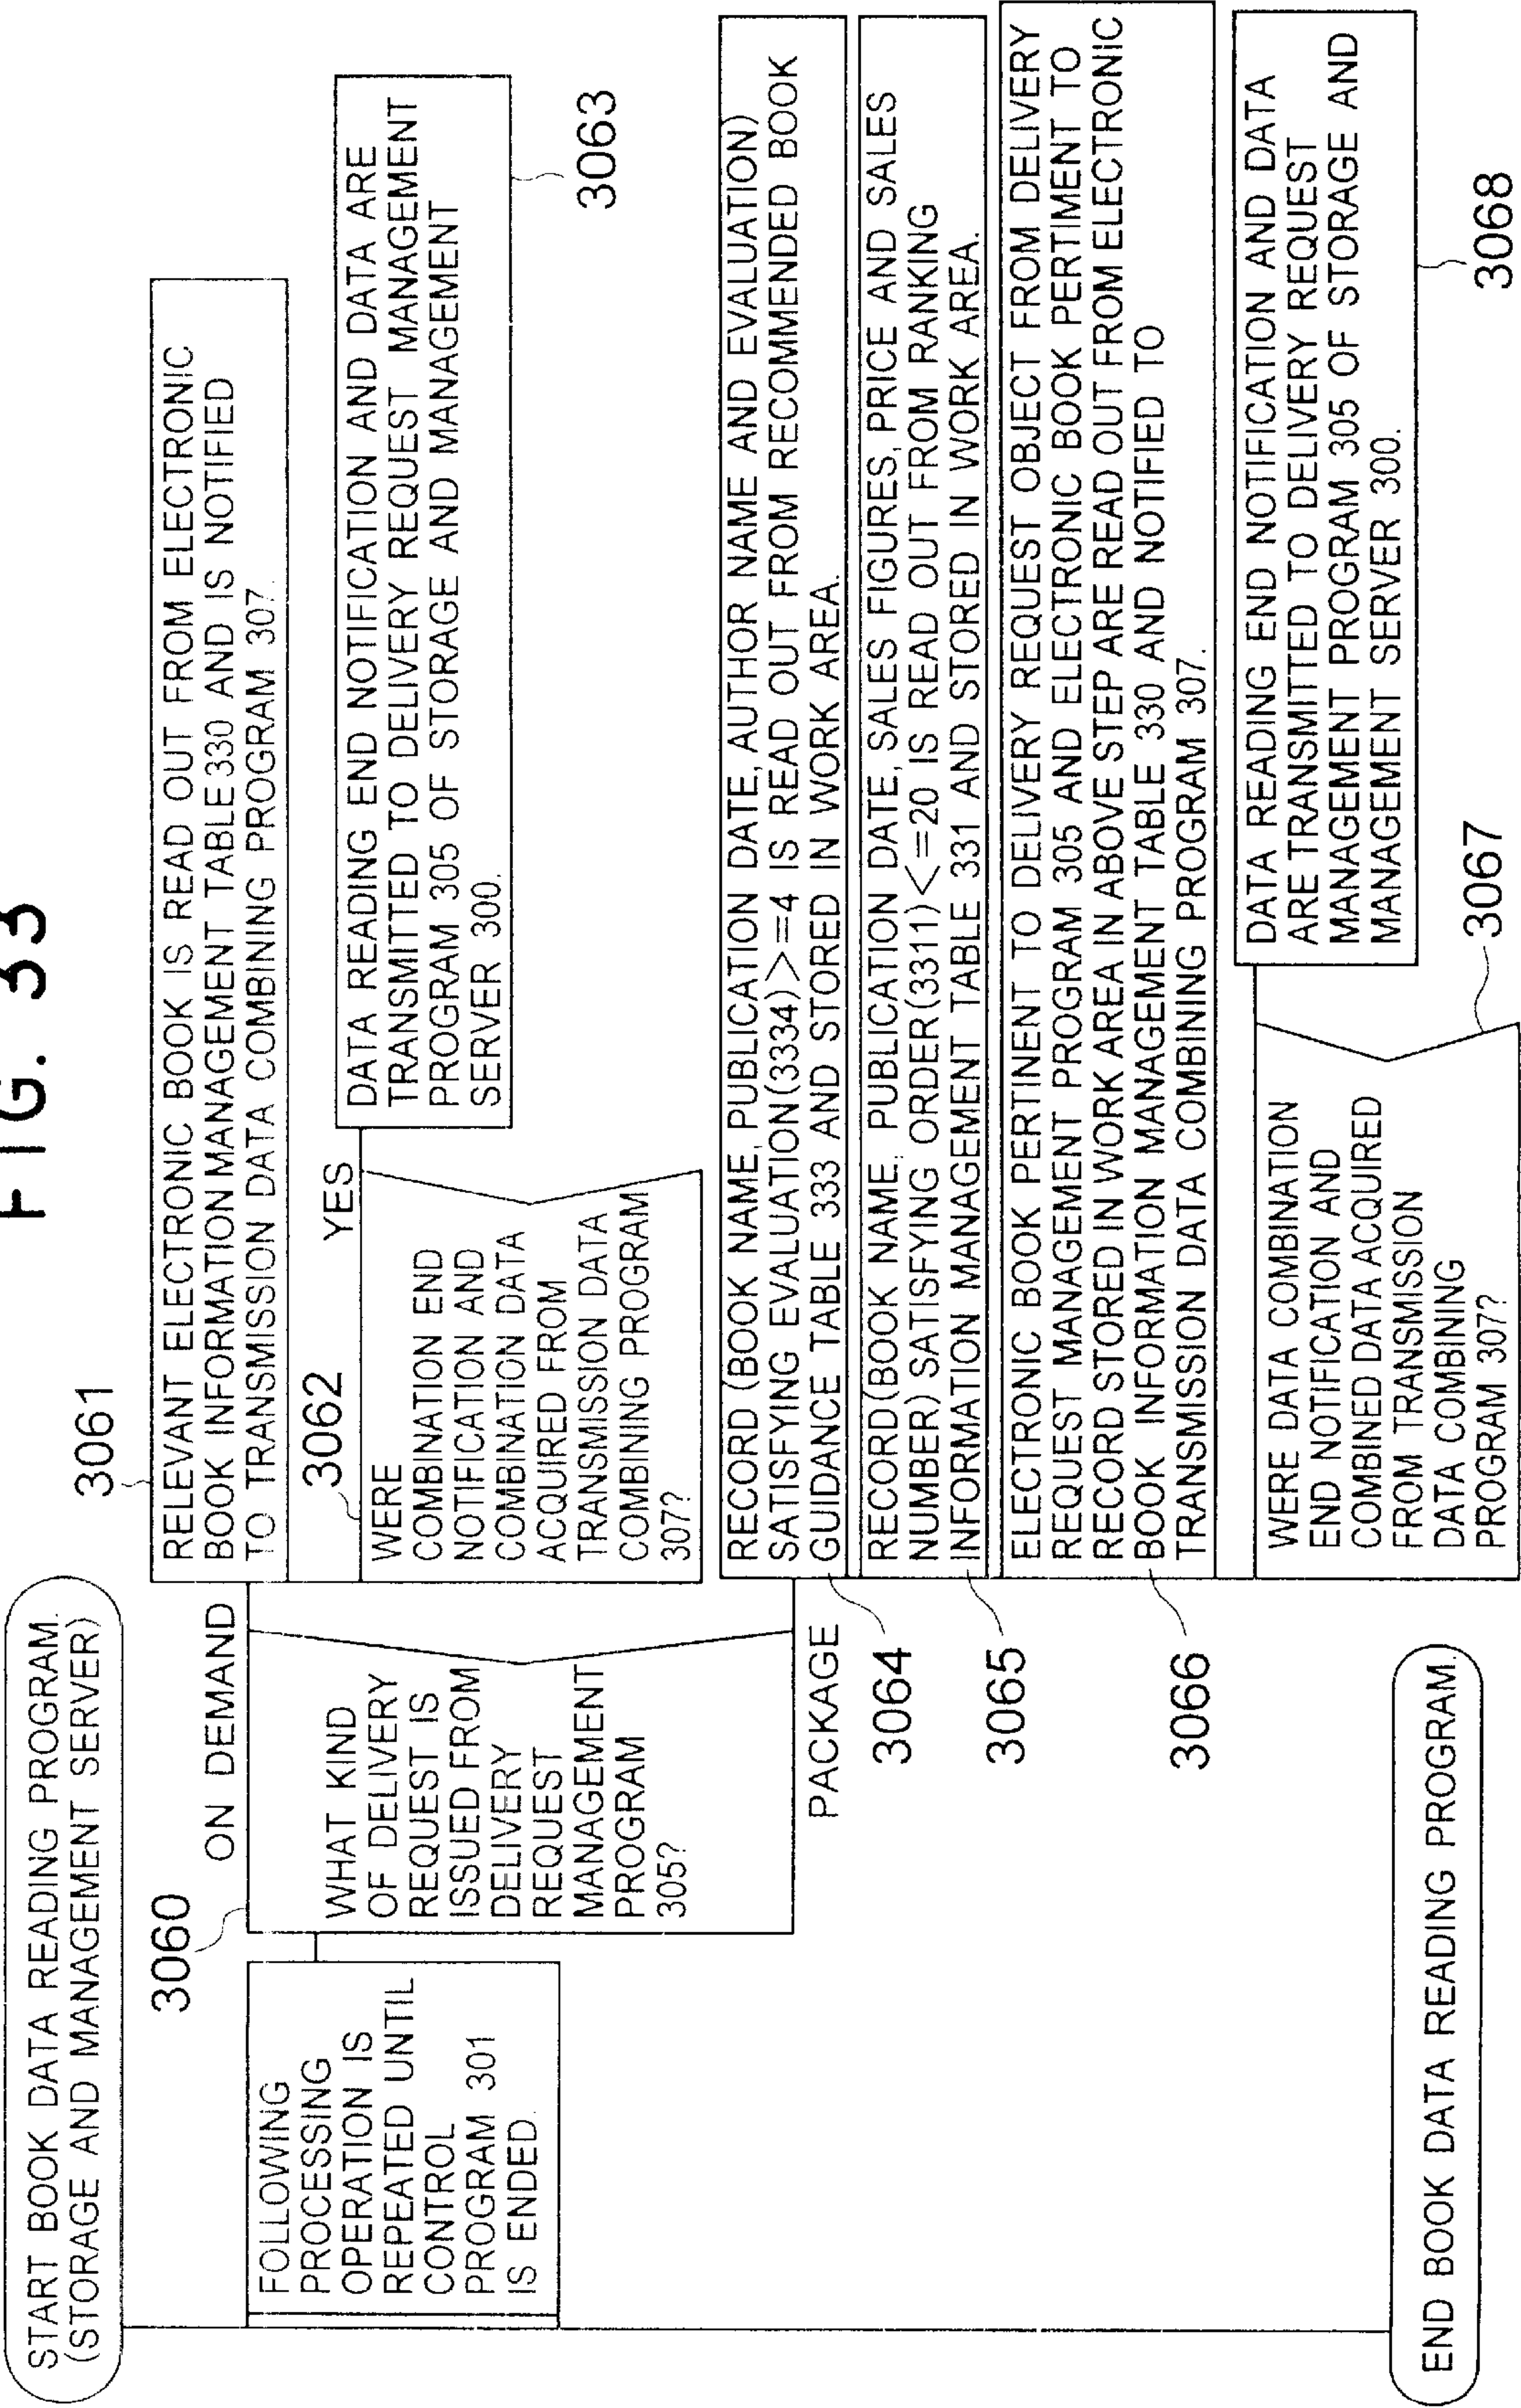 FIG. 33
START BOOK DATA READING PROGRAM.
(STORAGE AND MANAGEMENT SERVER)
FOLLOWING
PROCESSING
OPERATION IS
REPEATED UNTIL
CONTROL
PROGRAM 301
IS ENDED.
3060
WHAT KIND
OF DELIVERY
REQUEST IS
ISSUED FROM
DELIVERY
REQUEST
MANAGEMENT
PROGRAM
305?
ON DEMAND
3061
RELEVANT ELECTRONIC BOOK IS READ OUT FROM ELECTRONIC
BOOK INFORMATION MANAGEMENT TABLE 330 AND IS NOTIFIED
TO TRANSMISSION DATA COMBINING PROGRAM 307.
3062
WERE
COMBINATION END
NOTIFICATION AND
COMBINATION DATA
ACQUIRED FROM
TRANSMISSION DATA
COMBINING PROGRAM
307?
YES
DATA READING END NOTIFICATION AND DATA ARE
TRANSMITTED TO DELIVERY REQUEST MANAGEMENT
PROGRAM 305 OF STORAGE AND MANAGEMENT
SERVER 300.
3063
PACKAGE
RECORD (BOOK NAME, PUBLICATION DATE, AUTHOR NAME AND EVALUATION)
SATISFYING EVALUATION(3334)>=4 IS READ OUT FROM RECOMMENDED BOOK
GUIDANCE TABLE 333 AND STORED IN WORK AREA.
3064
RECORD(BOOK NAME, PUBLICATION DATE, SALES FIGURES, PRICE AND SALES
NUMBER) SATISFYING ORDER(3311)<=20 IS READ OUT FROM RANKING
INFORMATION MANAGEMENT TABLE 331 AND STORED IN WORK AREA.
3065
ELECTRONIC BOOK PERTINENT TO DELIVERY REQUEST OBJECT FROM DELIVERY
REQUEST MANAGEMENT PROGRAM 305 AND ELECTRONIC BOOK PERTIMENT TO
RECORD STORED IN WORK AREA IN ABOVE STEP ARE READ OUT FROM ELECTRONIC
BOOK INFORMATION MANAGEMENT TABLE 330 AND NOTIFIED TO
TRANSMISSION DATA COMBINING PROGRAM 307.
3066
WERE DATA COMBINATION
END NOTIFICATION AND
COMBINED DATA ACQUIRED
FROM TRANSMISSION
DATA COMBINING
PROGRAM 307?
3067
DATA READING END NOTIFICATION AND DATA
ARE TRANSMITTED TO DELIVERY REQUEST
MANAGEMENT PROGRAM 305 OF STORAGE AND
MANAGEMENT SERVER 300.
3068
END BOOK DATA READING PROGRAM.